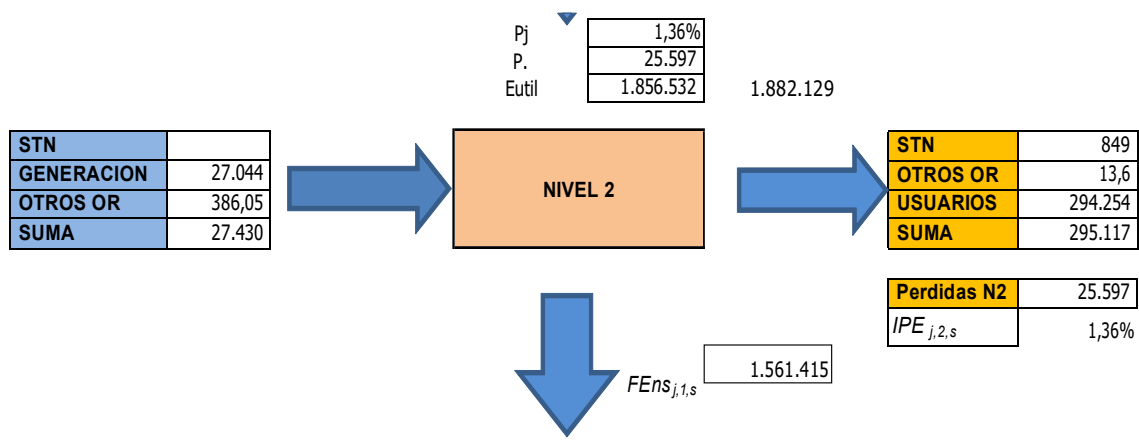 Pj 1,36%
P. 25.597
Eutil 1.856.532 1.882.129
STN
GENERACION 27.044
OTROS OR 386,05
SUMA 27.430
NIVEL 2
STN 849
OTROS OR 13,6
USUARIOS 294.254
SUMA 295.117
Perdidas N2 25.597
IPE j,2,s 1,36%
FEns j,1,s 1.561.415